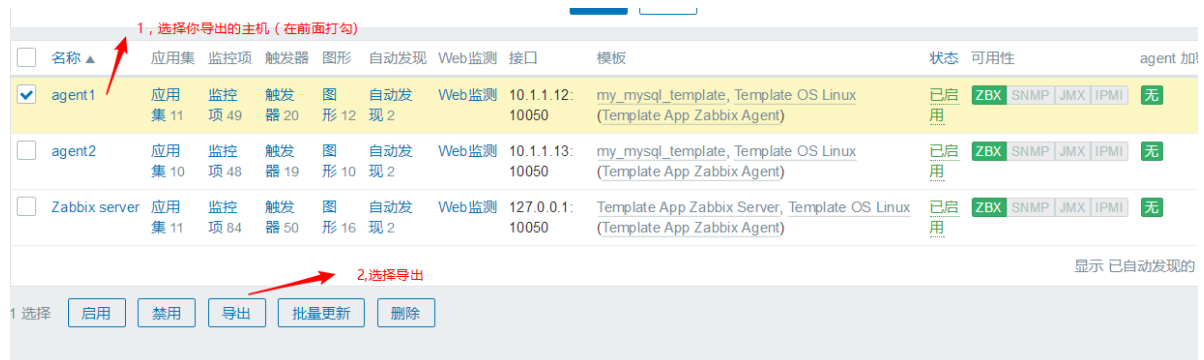 1，选择你导出的主机（在前面打勾）
名称 应用集 监控项 触发器 图形 自动发现 Web监测 接口 模板 状态 可用性 agent 加
agent1 应用 监控 触发 图 自动发 Web监测 10.1.1.12: my_mysql_template, Template OS Linux 已启 ZBX SNMP JMX IPMI 无
集 11 项 49 器 20 形 12 现 2 10050 (Template App Zabbix Agent) 用
agent2 应用 监控 触发 图 自动发 Web监测 10.1.1.13: my_mysql_template, Template OS Linux 已启 ZBX SNMP JMX IPMI 无
集 10 项 48 器 19 形 10 现 2 10050 (Template App Zabbix Agent) 用
Zabbix server 应用 监控 触发 图 自动发 Web监测 127.0.0.1: Template App Zabbix Server, Template OS Linux 已启 ZBX SNMP JMX IPMI 无
集 11 项 84 器 50 形 16 现 2 10050 (Template App Zabbix Agent) 用
显示 已自动发现的
2,选择导出
1 选择 启用 禁用 导出 批量更新 删除